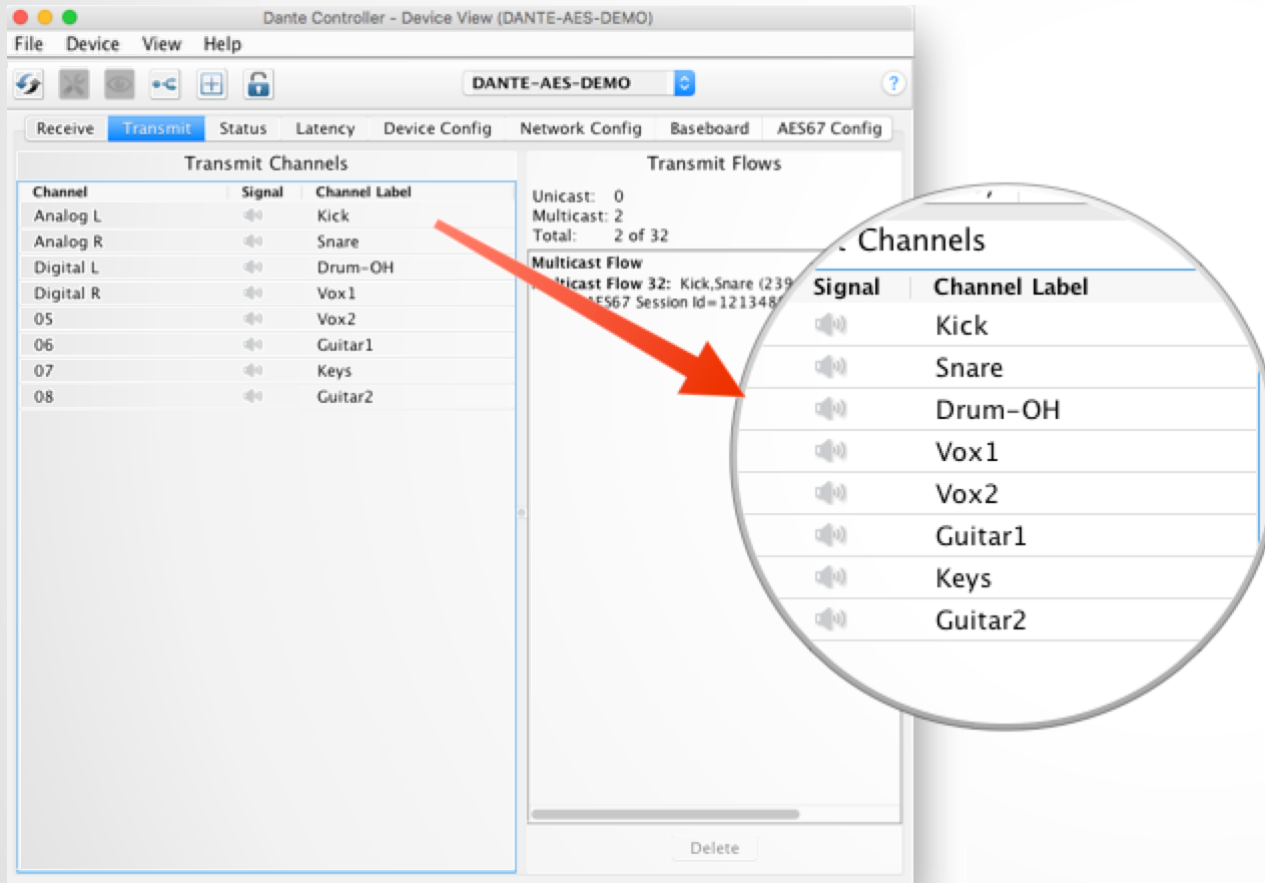 Dante Controller - Device View (DANTE-AES-DEMO)
File Device View Help
DANTE-AES-DEMO
?
Receive Transmit Status Latency Device Config Network Config Baseboard AES67 Config
Transmit Channels
Channel Signal Channel Label
Analog L Kick
Analog R Snare
Digital L Drum-OH
Digital R Vox1
05 Vox2
06 Guitar1
07 Keys
08 Guitar2
Transmit Flows
Unicast: 0
Multicast: 2
Total: 2 of 32
Multicast Flow
Flow 32: Kick,Snare (239
AES67 Session Id=121348
Delete
Channels
Signal Channel Label
Kick
Snare
Drum-OH
Vox1
Vox2
Guitar1
Keys
Guitar2